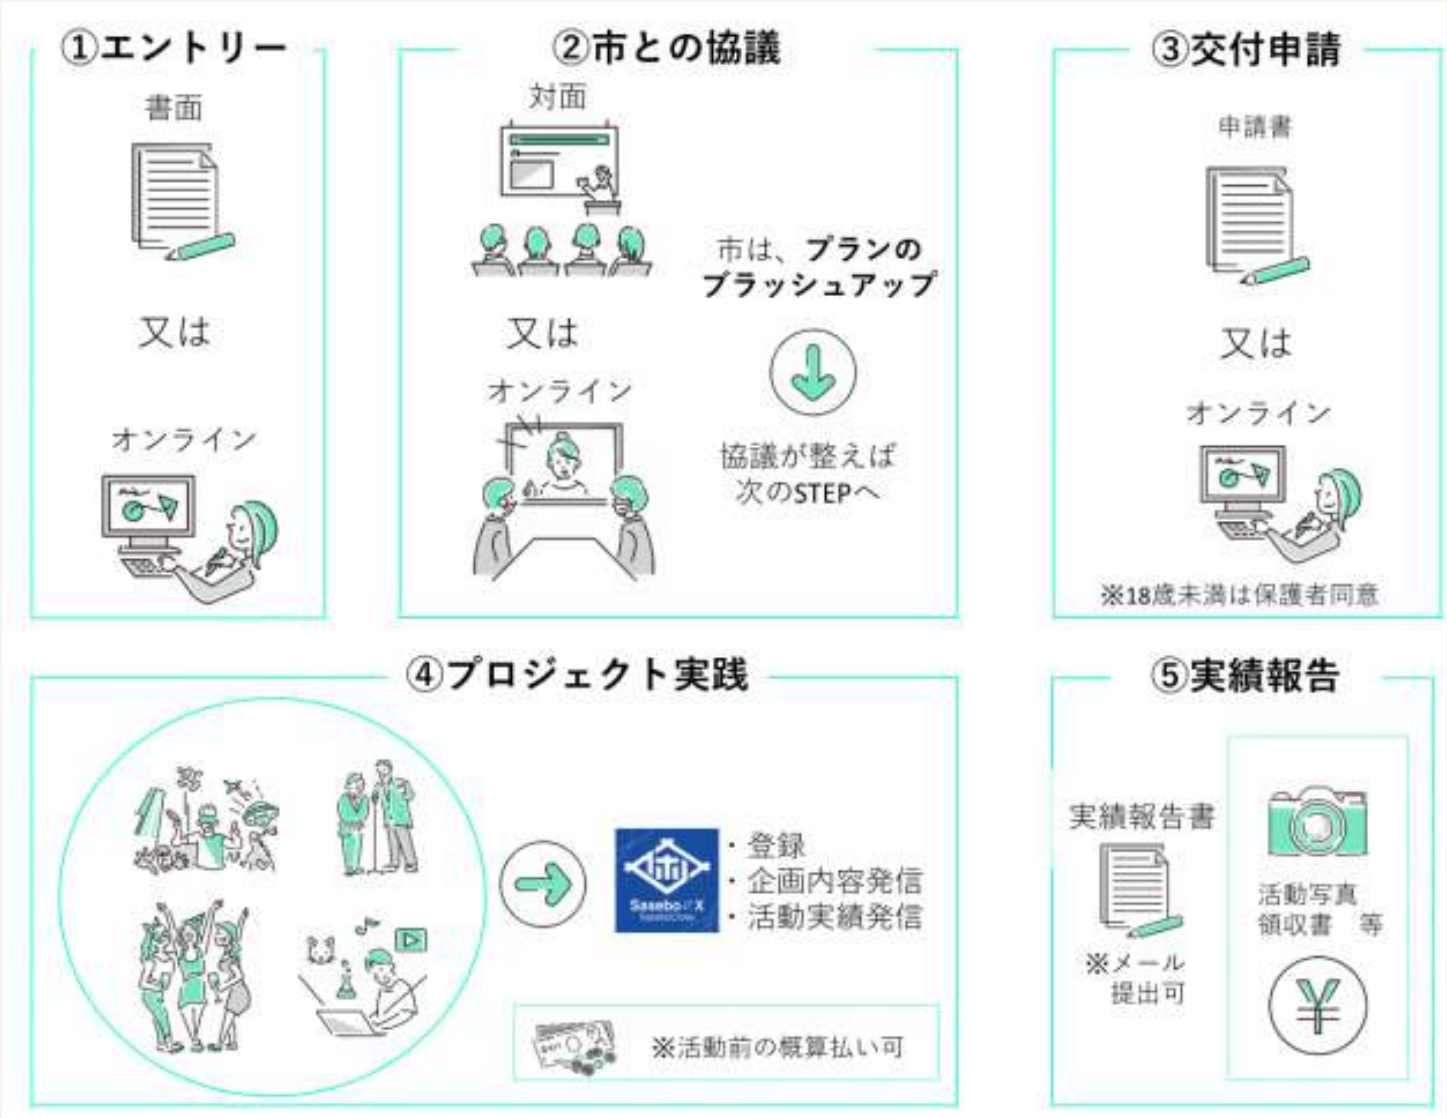 ①エントリー
書面
又は
オンライン
②市との協議
対面
又は
オンライン
市は、プランの
ブラッシュアップ
協議が整えば
次のSTEPへ
③交付申請
申請書
又は
オンライン
※18歳未満は保護者同意
④プロジェクト実践
Sasebo
X
・登録
・企画内容発信
・活動実績発信
※活動前の概算払い可
⑤実績報告
実績報告書
※メール
提出可
活動写真
領収書 等
¥